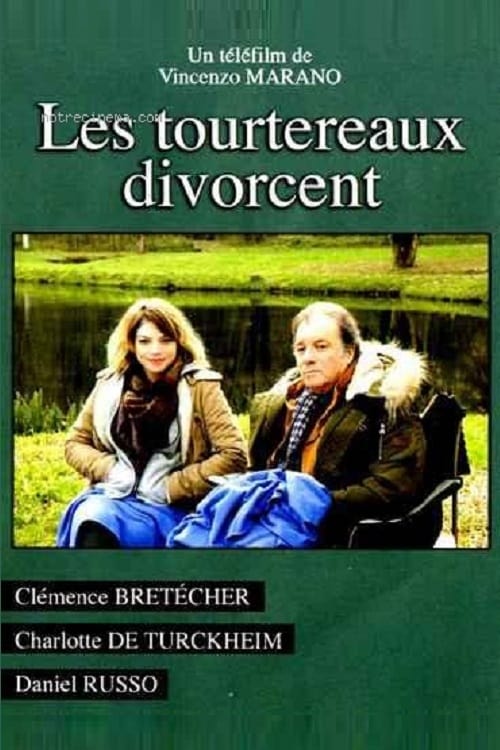 Un téléfilm de
Vincenzo MARANO
notrecinema.com
Les tourtereaux
divorcent
Clémence BRETÉCHER
Charlotte DE TURCKHEIM
Daniel RUSSO